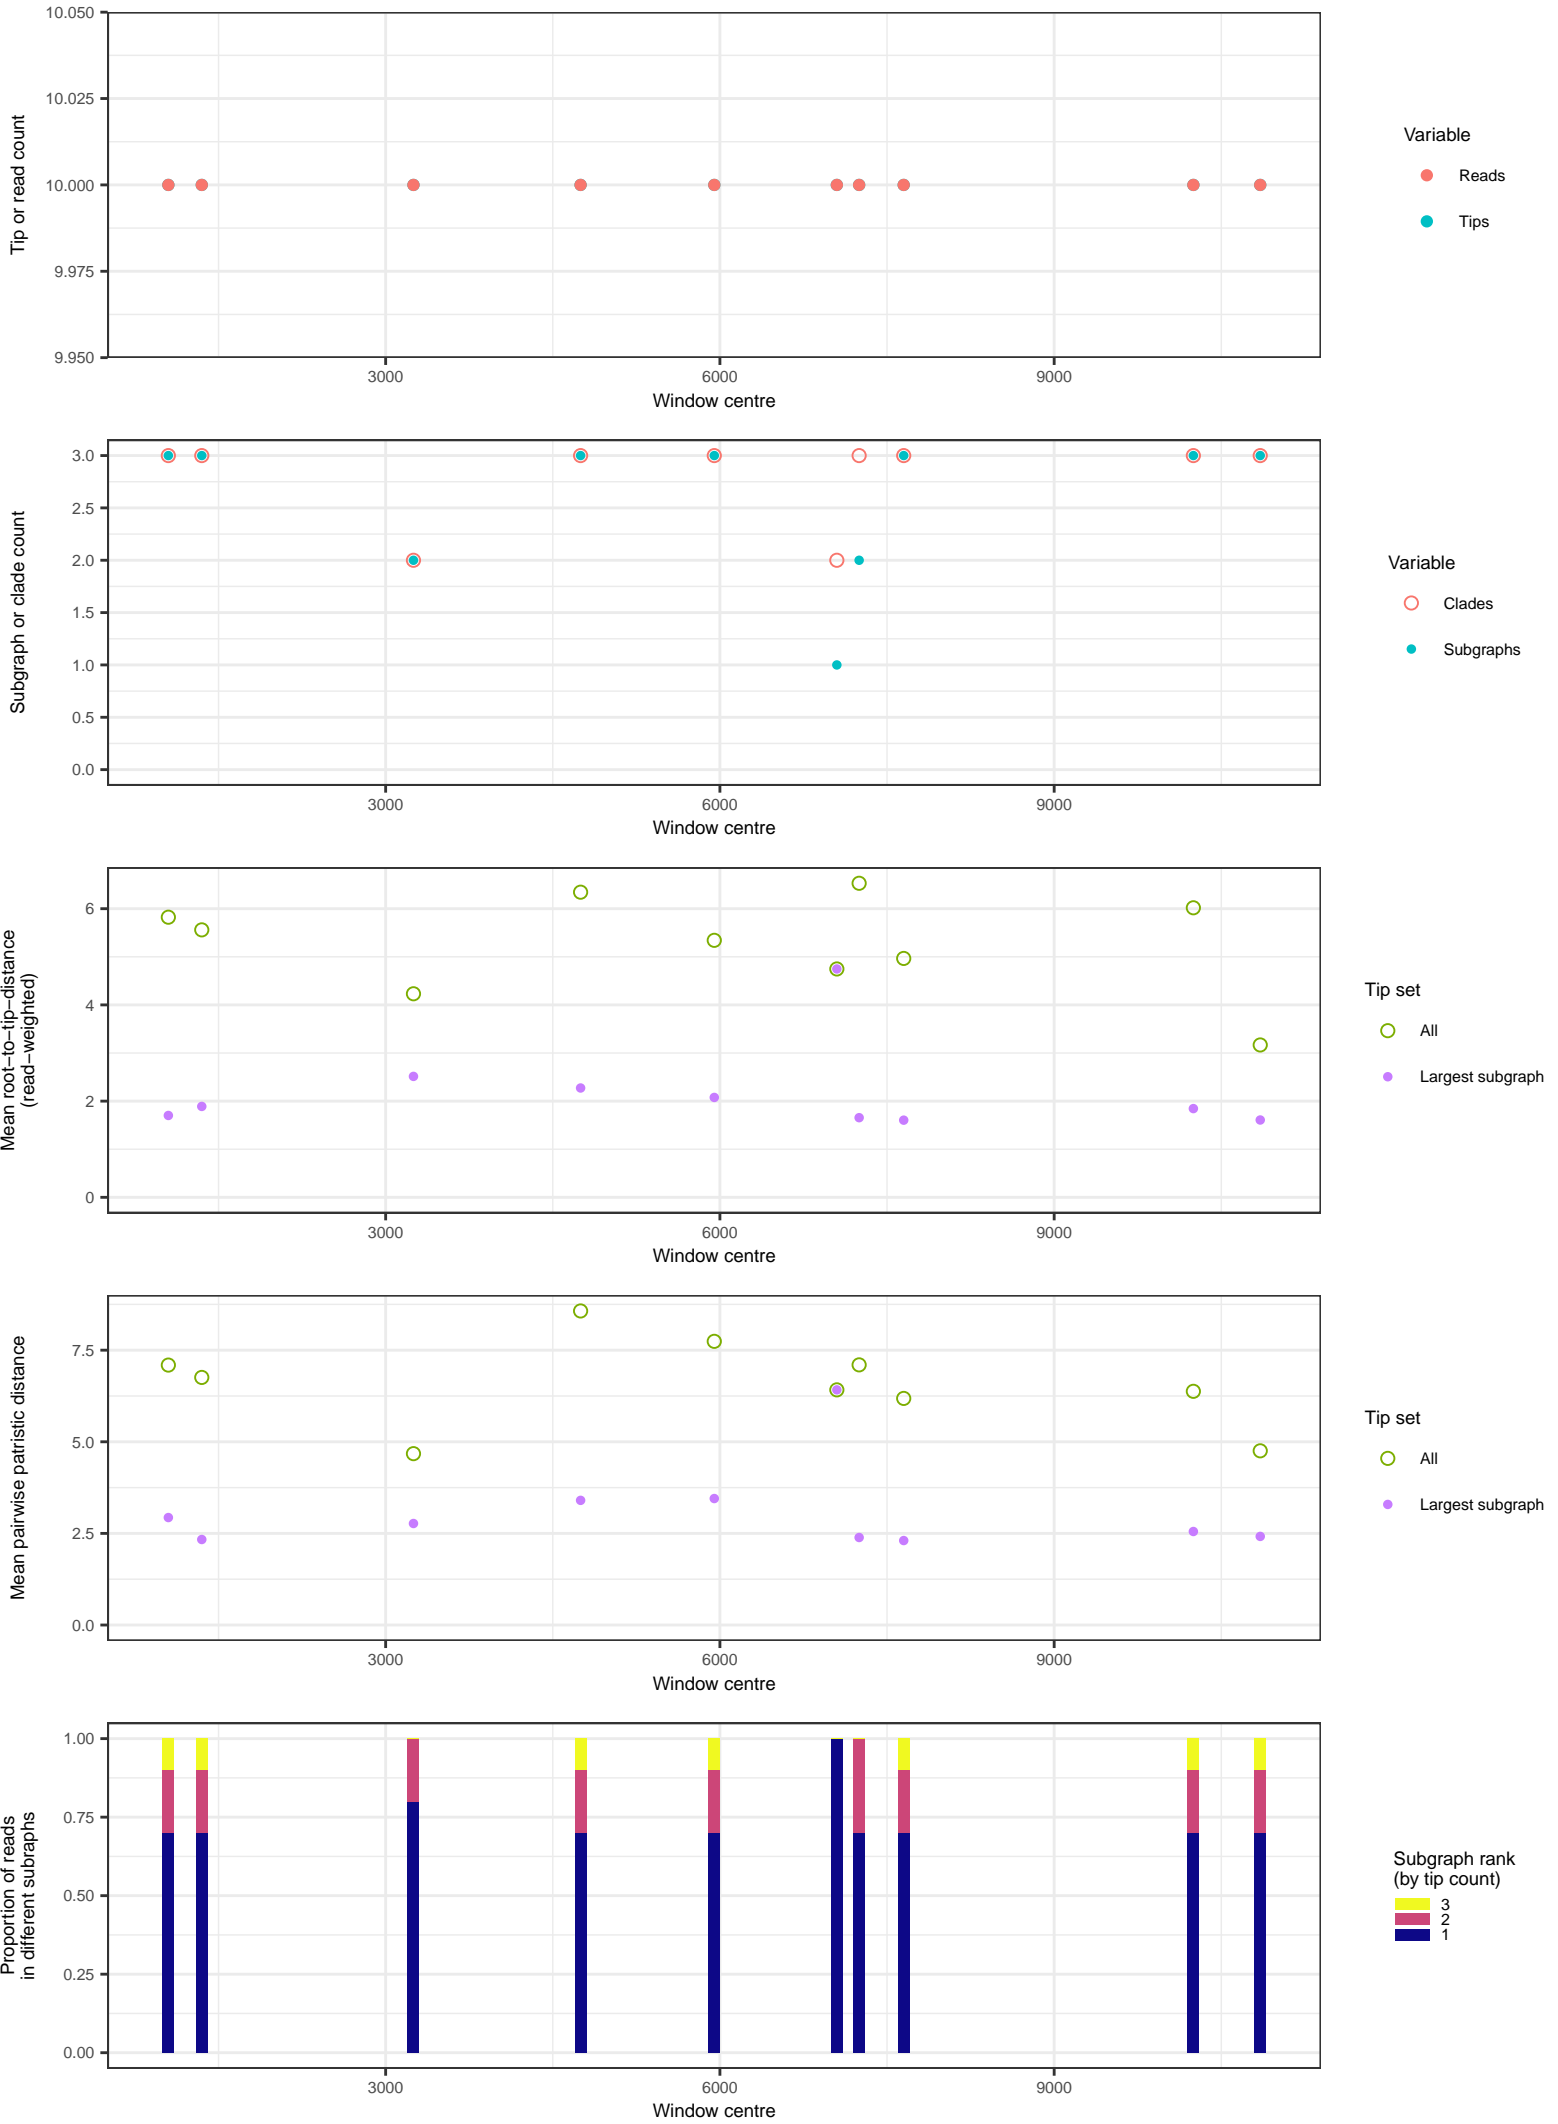 10.050
10.025
10.000
9.975
9.950
Tip or read count
3000 6000 9000
Window centre
Variable
Reads
Tips
3.0
2.5
2.0
1.5
1.0
0.5
0.0
Subgraph or clade count
3000 6000 9000
Window centre
Variable
Clades
Subgraphs
6
4
2
0
Mean root−to−tip−distance
(read−weighted)
3000 6000 9000
Window centre
Tip set
All
Largest subgraph
7.5
5.0
2.5
0.0
Mean pairwise patristic distance
3000 6000 9000
Window centre
Tip set
All
Largest subgraph
1.00
0.75
0.50
0.25
0.00
Proportion of reads
in different subraphs
3000 6000 9000
Window centre
Subgraph rank
(by tip count)
3
2
1